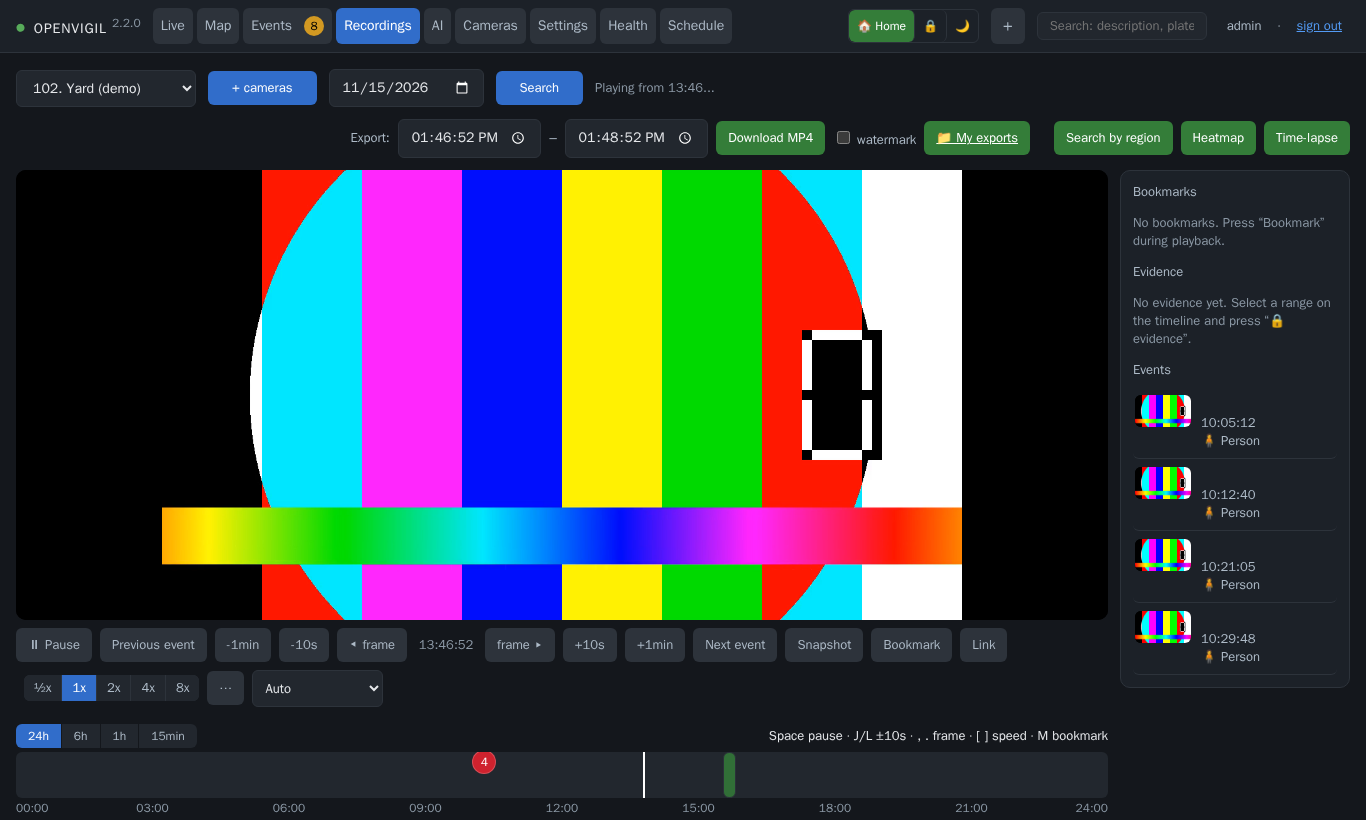 OPENVIGIL 2.2.0 Live Map Events 8 Recordings AI Cameras Settings Health Schedule Home + Search: description, plate admin · sign out
102. Yard (demo) + cameras 11/15/2026 Search Playing from 13:46...
Export: 01:46:52 PM – 01:48:52 PM Download MP4 watermark My exports Search by region Heatmap Time-lapse
Bookmarks
No bookmarks. Press “Bookmark”
during playback.
Evidence
No evidence yet. Select a range on
the timeline and press “🔒
evidence”.
Events
10:05:12
Person
10:12:40
Person
10:21:05
Person
10:29:48
Person
Pause Previous event -1min -10s frame 13:46:52 frame +10s +1min Next event Snapshot Bookmark Link
½x 1x 2x 4x 8x ... Auto
24h 6h 1h 15min Space pause · J/L ±10s · , . frame · [ ] speed · M bookmark
4
00:00 03:00 06:00 09:00 12:00 15:00 18:00 21:00 24:00